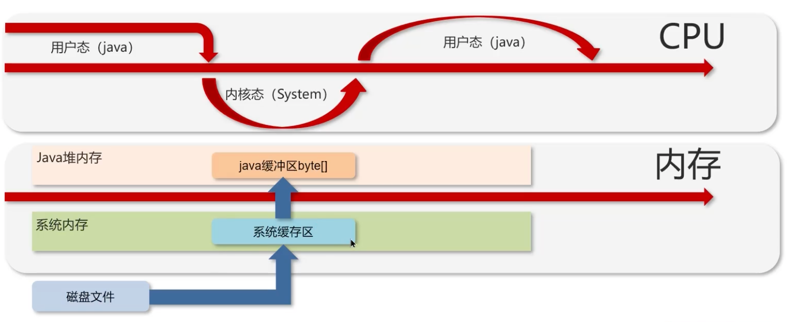 CPU
用户态（java）
用户态（java）
内核态（System）
内存
Java堆内存
java缓冲区byte[]
系统内存
系统缓存区
磁盘文件